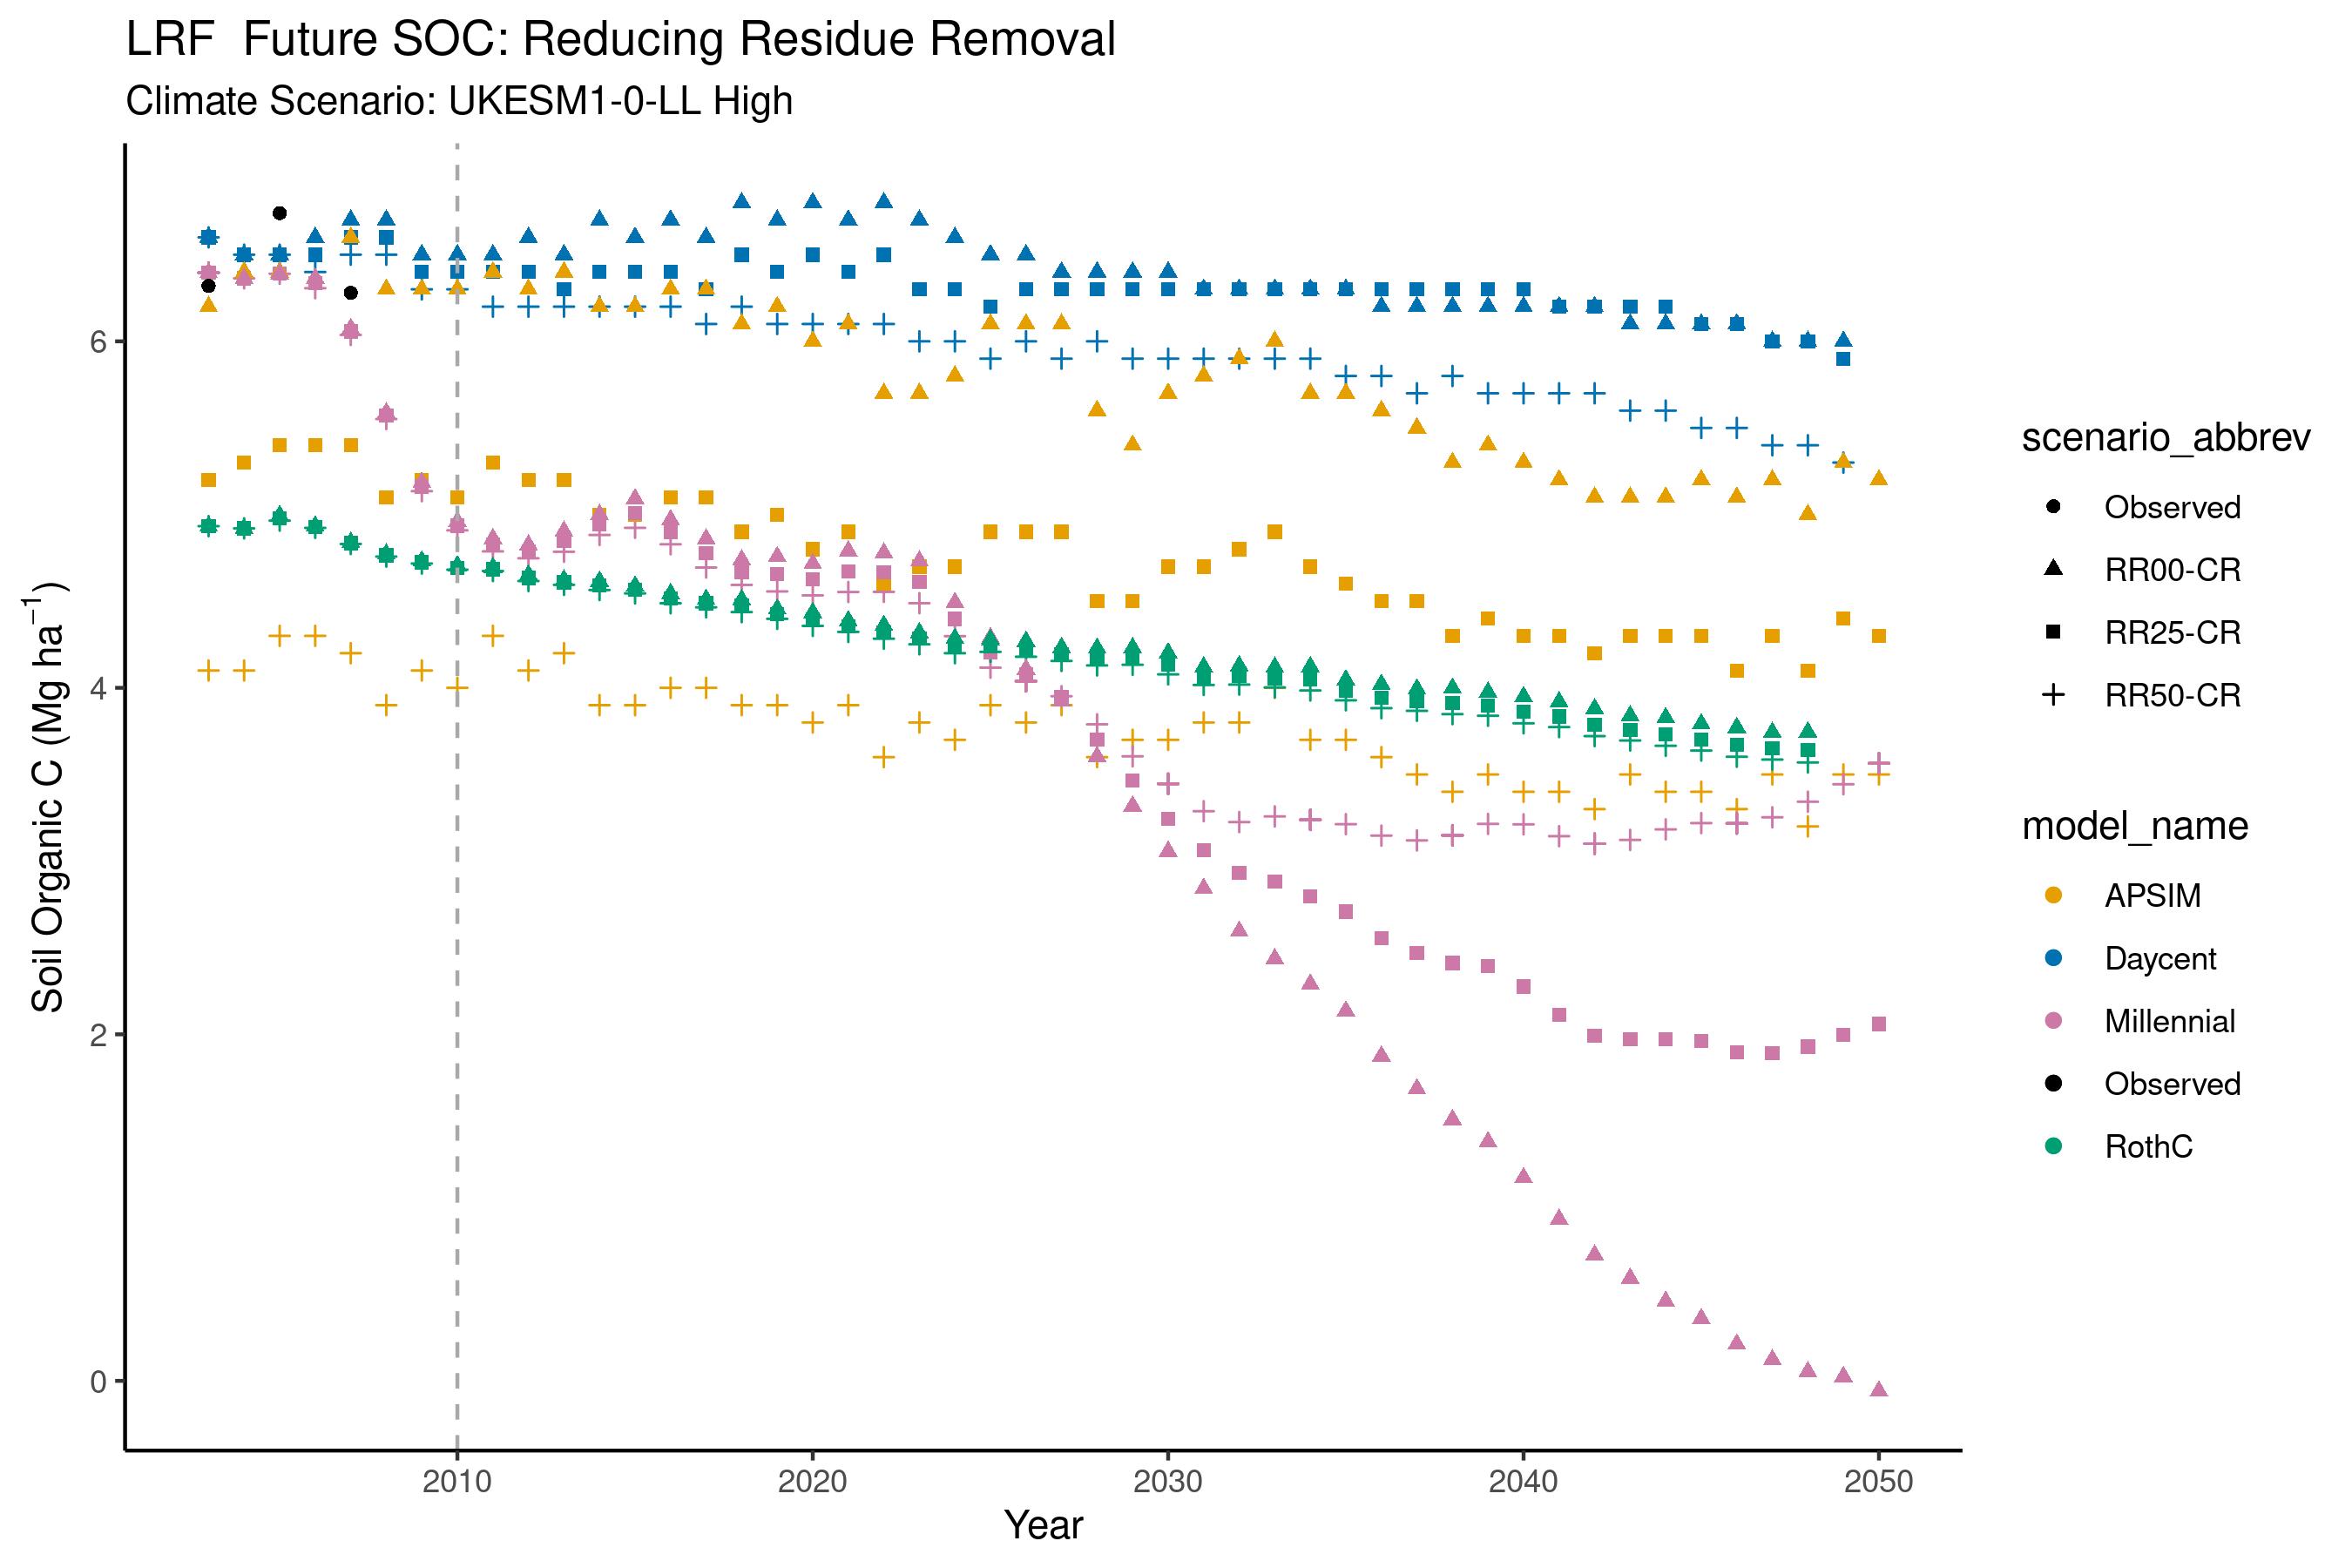 LRF  Future SOC: Reducing Residue Removal
Climate Scenario: UKESM1-0-LL High
Soil Organic C (Mg ha⁻¹)
6
4
2
0
2010
2020
2030
2040
2050
Year
scenario_abbrev
Observed
RR00-CR
RR25-CR
RR50-CR
model_name
APSIM
Daycent
Millennial
Observed
RothC